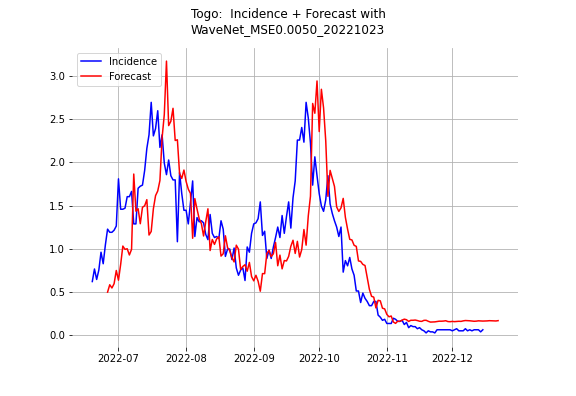 Togo:  Incidence + Forecast with
WaveNet_MSE0.0050_20221023
Incidence
Forecast
3.0
2.5
2.0
1.5
1.0
0.5
0.0
2022-07 2022-08 2022-09 2022-10 2022-11 2022-12